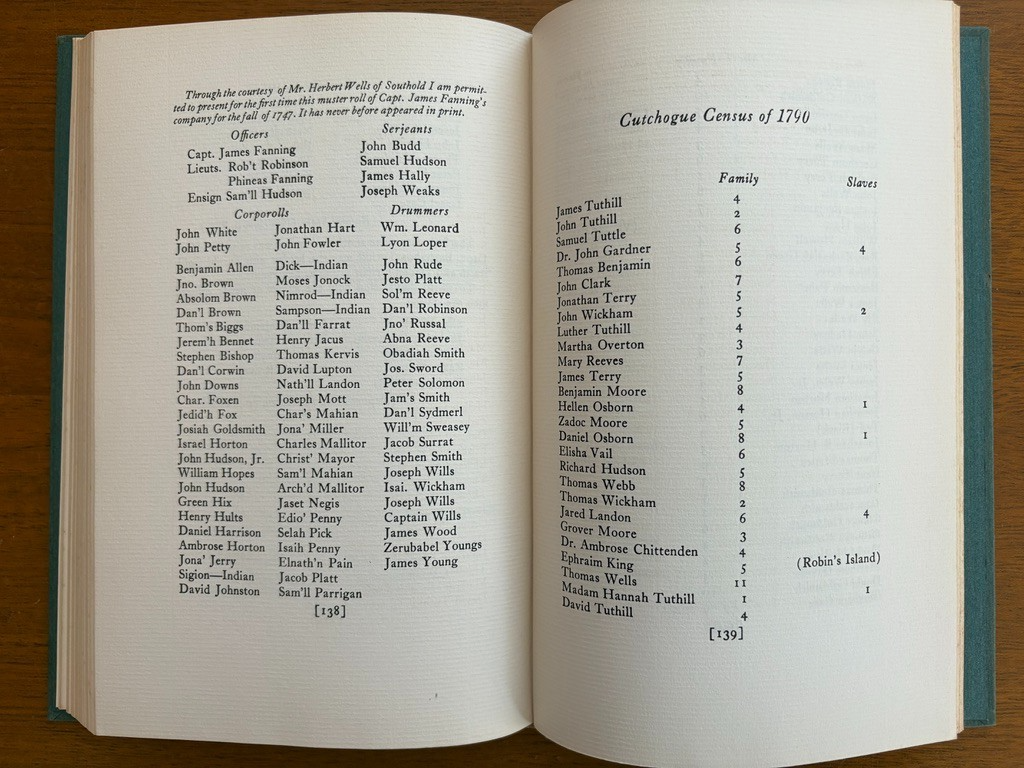 Through the courtesy of Mr. Herbert Wells of Southold I am permit-
ted to present for the first time this muster roll of Capt. James Fanning's
company for the fall of 1747. It has never before appeared in print.
Officers Serjeants
Capt. James Fanning John Budd
Lieuts. Rob't Robinson Samuel Hudson
Phineas Fanning James Hally
Ensign Sam'll Hudson Joseph Weaks
Corporolls Drummers
John White Jonathan Hart Wm. Leonard
John Petty John Fowler Lyon Loper
Benjamin Allen Dick—Indian John Rude
Jno. Brown Moses Jonock Jesto Platt
Absolom Brown Nimrod—Indian Sol'm Reeve
Dan'l Brown Sampson—Indian Dan'l Robinson
Thom's Biggs Dan'll Farrat Jno' Russal
Jerem'h Bennet Henry Jacus Abna Reeve
Stephen Bishop Thomas Kervis Obadiah Smith
Dan'l Corwin David Lupton Jos. Sword
John Downs Nath'll Landon Peter Solomon
Char. Foxen Joseph Mott Jam's Smith
Jedid'h Fox Char's Mahian Dan'l Sydmerl
Josiah Goldsmith Jona' Miller Will'm Sweasey
Israel Horton Charles Mallitor Jacob Surrat
John Hudson, Jr. Christ' Mayor Stephen Smith
William Hopes Sam'l Mahian Joseph Wills
John Hudson Arch'd Mallitor Isai. Wickham
Green Hix Jaset Negis Joseph Wills
Henry Hults Edio' Penny Captain Wills
Daniel Harrison Selah Pick James Wood
Ambrose Horton Isaih Penny Zerubabel Youngs
Jona' Jerry Elnath'n Pain James Young
Sigion—Indian Jacob Platt
David Johnston Sam'll Parrigan
[138]
Cutchogue Census of 1790
Family Slaves
James Tuthill 4
John Tuthill 2
Samuel Tuttle 6
Dr. John Gardner 5 4
Thomas Benjamin 6
John Clark 7
Jonathan Terry 5
John Wickham 5 2
Luther Tuthill 4
Martha Overton 3
Mary Reeves 7
James Terry 5
Benjamin Moore 8
Hellen Osborn 4 1
Zadoc Moore 5
Daniel Osborn 8 1
Elisha Vail 6
Richard Hudson 5
Thomas Webb 8
Thomas Wickham 2
Jared Landon 6 4
Grover Moore 3
Dr. Ambrose Chittenden 4
Ephraim King 5 (Robin's Island)
Thomas Wells 11
Madam Hannah Tuthill 1 1
David Tuthill 4
[139]